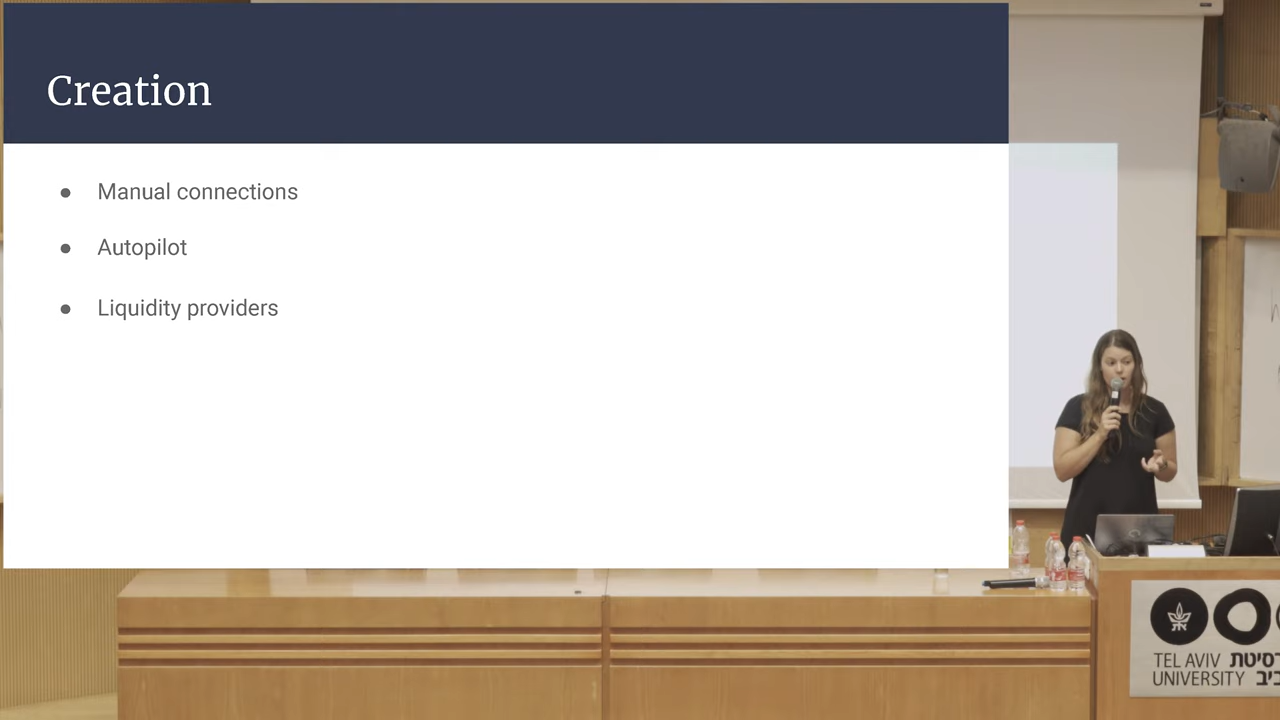 Creation
● Manual connections
● Autopilot
● Liquidity providers
TEL AVIV
UNIVERSITY